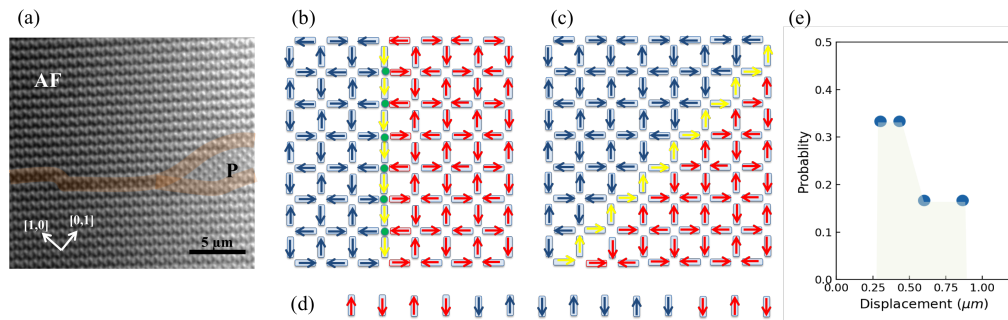 (a)
(b)
(c)
(e)
AF
P
[1,0]
[0,1]
5 μm
(d)
Probablity
0.5
0.4
0.3
0.2
0.1
0.0
0.00 0.25 0.50 0.75 1.00
Displacement (μm)